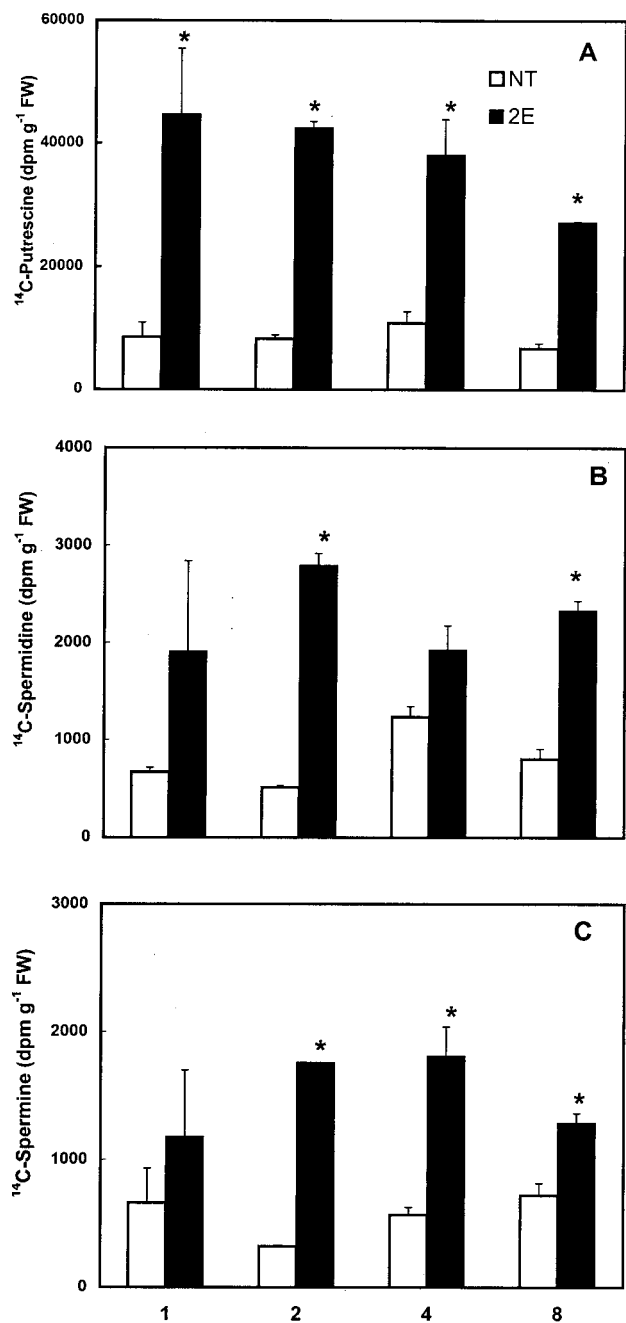 60000
40000
20000
0
¹⁴C-Putrescine (dpm g⁻¹ FW)
A
NT
2E
*
*
*
*
4000
3000
2000
1000
0
¹⁴C-Spermidine (dpm g⁻¹ FW)
B
*
*
3000
2000
1000
0
¹⁴C-Spermine (dpm g⁻¹ FW)
C
*
*
*
1 2 4 8